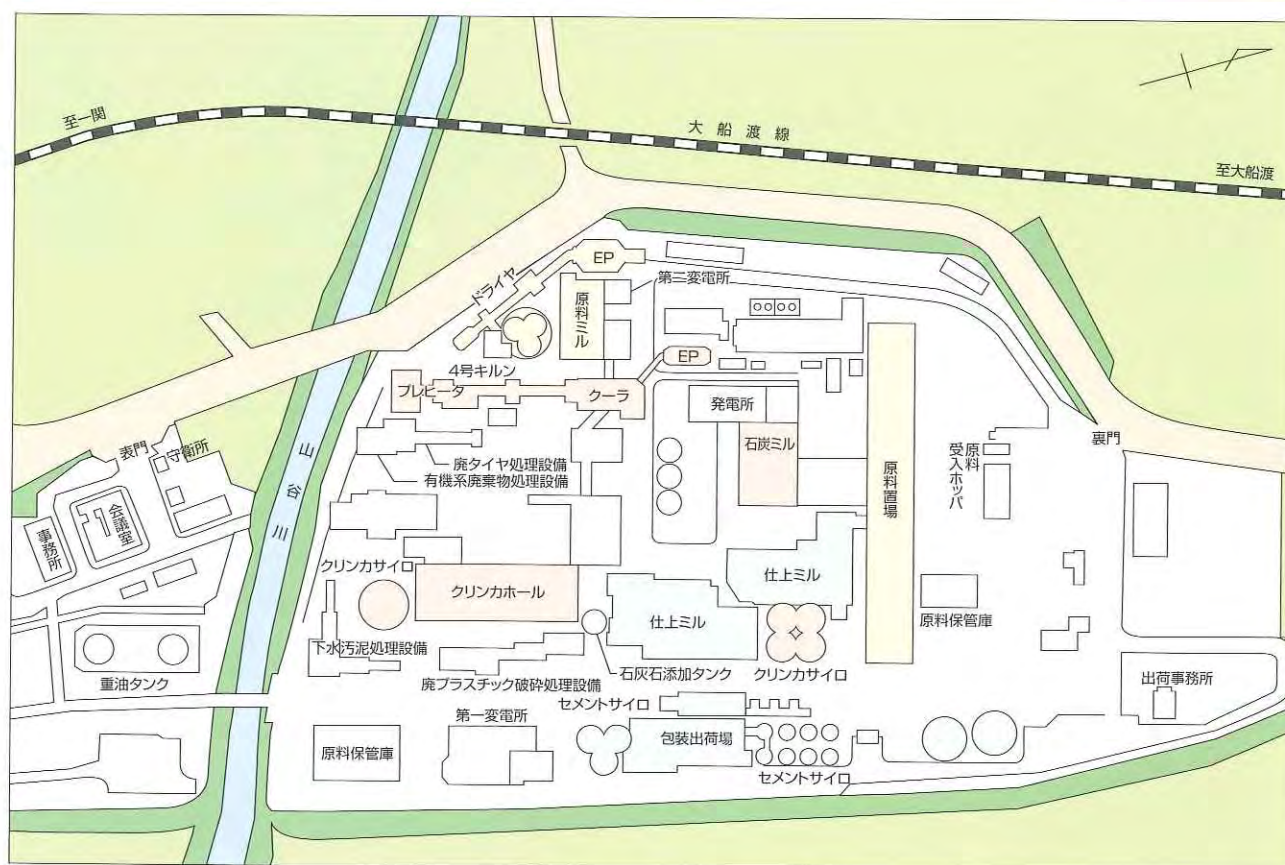 至一関
大船渡線
至大船渡
EP
ドライヤ
第二変電所
原料ミル
4号キルン
EP
プレヒータ
クーラ
発電所
石炭ミル
原料置場
原料
受入ホッパ
裏門
表門
守衛所
山谷川
廃タイヤ処理設備
有機系廃棄物処理設備
会議室
事務所
クリンカサイロ
クリンカホール
仕上ミル
仕上ミル
原料保管庫
下水汚泥処理設備
石灰石添加タンク
クリンカサイロ
重油タンク
廃プラスチック破砕処理設備
出荷事務所
セメントサイロ
第一変電所
原料保管庫
包装出荷場
セメントサイロ